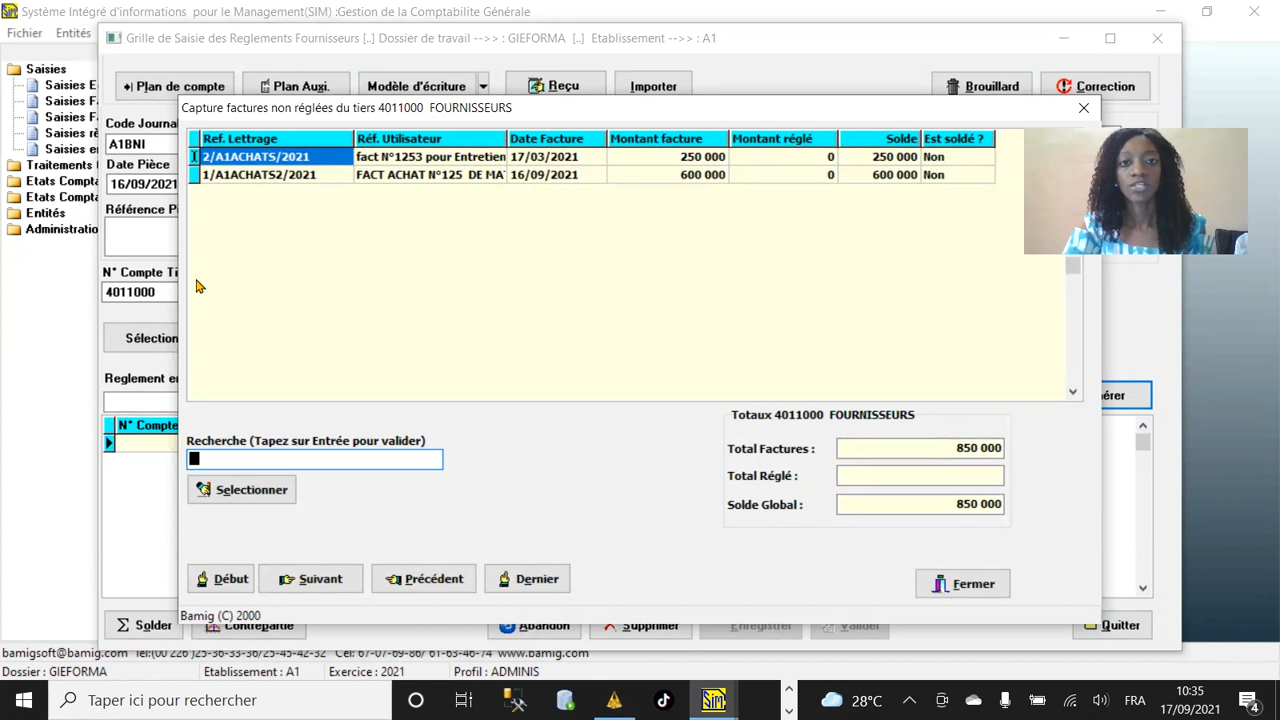 Système Intégré d'informations pour le Management(SIM) :Gestion de la Comptabilite Générale
Fichier Entités
Grille de Saisie des Reglements Fournisseurs [..] Dossier de travail -->> : GIEFORMA [..] Etablissement -->> : A1
Saisies
Saisies E
Saisies F
Saisies F
Saisies r
Saisies e
Traitements
Etats Compta
Etats Compta
Entités
Administratio
Plan de compte
Plan Auxi.
Modèle d'écriture
Reçu
Importer
Brouillard
Correction
Code Journal
A1BNI
Date Pièce
16/09/2021
Référence Pi
N° Compte Ti
4011000
Sélection
Reglement en
N° Compte
Capture factures non réglées du tiers 4011000 FOURNISSEURS
Ref. Lettrage Réf. Utilisateur Date Facture Montant facture Montant réglé Solde Est soldé ?
2/A1ACHATS/2021 fact N°1253 pour Entretien 17/03/2021 250 000 0 250 000 Non
1/A1ACHATS2/2021 FACT ACHAT N°125 DE MA 16/09/2021 600 000 0 600 000 Non
érer
Recherche (Tapez sur Entrée pour valider)
Selectionner
Totaux 4011000 FOURNISSEURS
Total Factures : 850 000
Total Réglé :
Solde Global : 850 000
Début
Suivant
Précédent
Dernier
Fermer
Bamig (C) 2000
Solder
Contrepartie
Abandon
Supprimer
Enregistrer
Valider
Quitter
bamigsoft@bamig.com Tel:(00 226 )25-36-33-36/25-45-42-32 Cel: 67-07-69-86/ 61-63-46-74 www.bamig.com
Dossier : GIEFORMA Etablissement : A1 Exercice : 2021 Profil : ADMINIS
Taper ici pour rechercher
28°C
FRA
10:35
17/09/2021
4